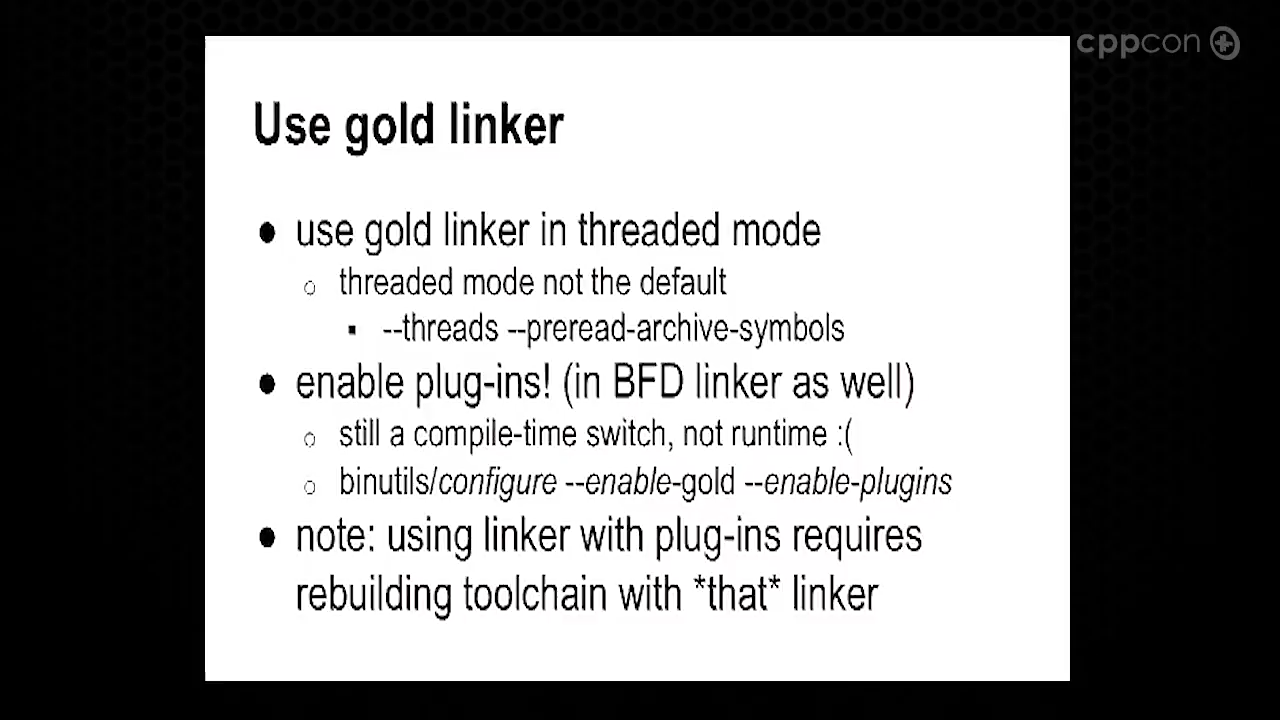 cppcon
Use gold linker
● use gold linker in threaded mode
○ threaded mode not the default
▪ --threads --preread-archive-symbols
● enable plug-ins! (in BFD linker as well)
○ still a compile-time switch, not runtime :(
○ binutils/configure --enable-gold --enable-plugins
● note: using linker with plug-ins requires
rebuilding toolchain with *that* linker